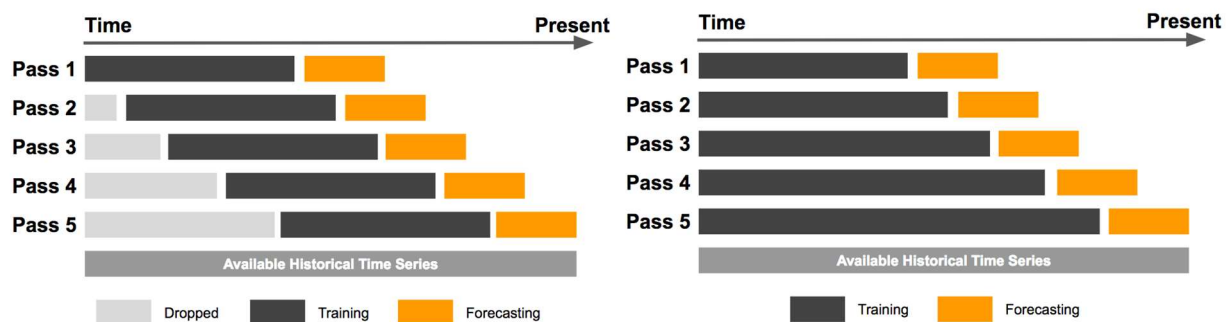 Time Present
Pass 1
Pass 2
Pass 3
Pass 4
Pass 5
Available Historical Time Series
Dropped Training Forecasting
Time Present
Pass 1
Pass 2
Pass 3
Pass 4
Pass 5
Available Historical Time Series
Training Forecasting